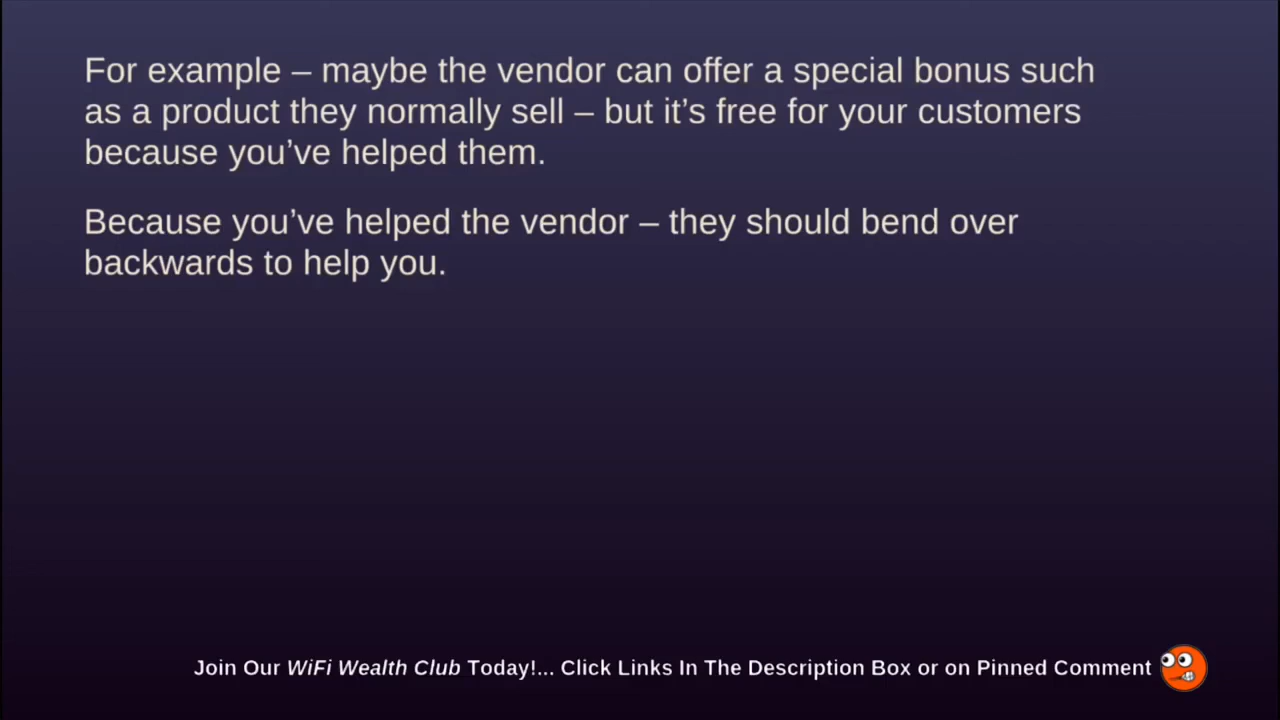 For example – maybe the vendor can offer a special bonus such
as a product they normally sell – but it’s free for your customers
because you’ve helped them.
Because you’ve helped the vendor – they should bend over
backwards to help you.
Join Our WiFi Wealth Club Today!... Click Links In The Description Box or on Pinned Comment